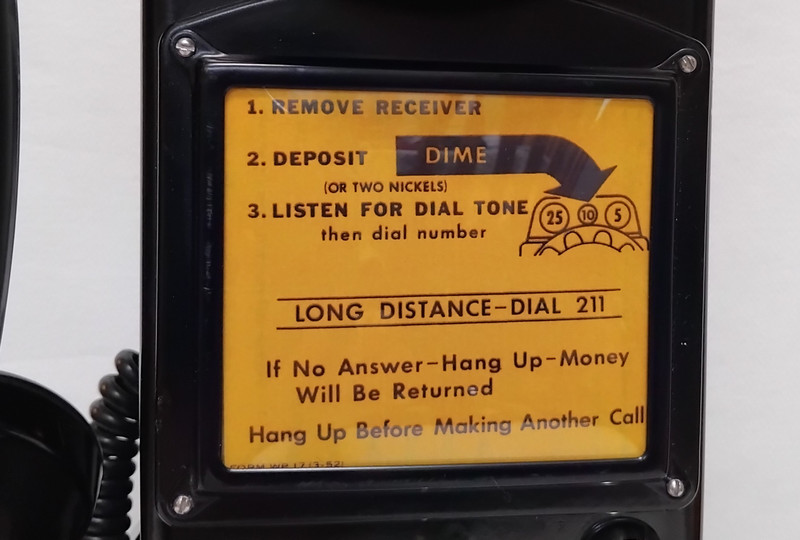 1. REMOVE RECEIVER
2. DEPOSIT DIME
(OR TWO NICKELS)
3. LISTEN FOR DIAL TONE
then dial number
25 10 5
LONG DISTANCE-DIAL 211
If No Answer-Hang Up-Money
Will Be Returned
Hang Up Before Making Another Call